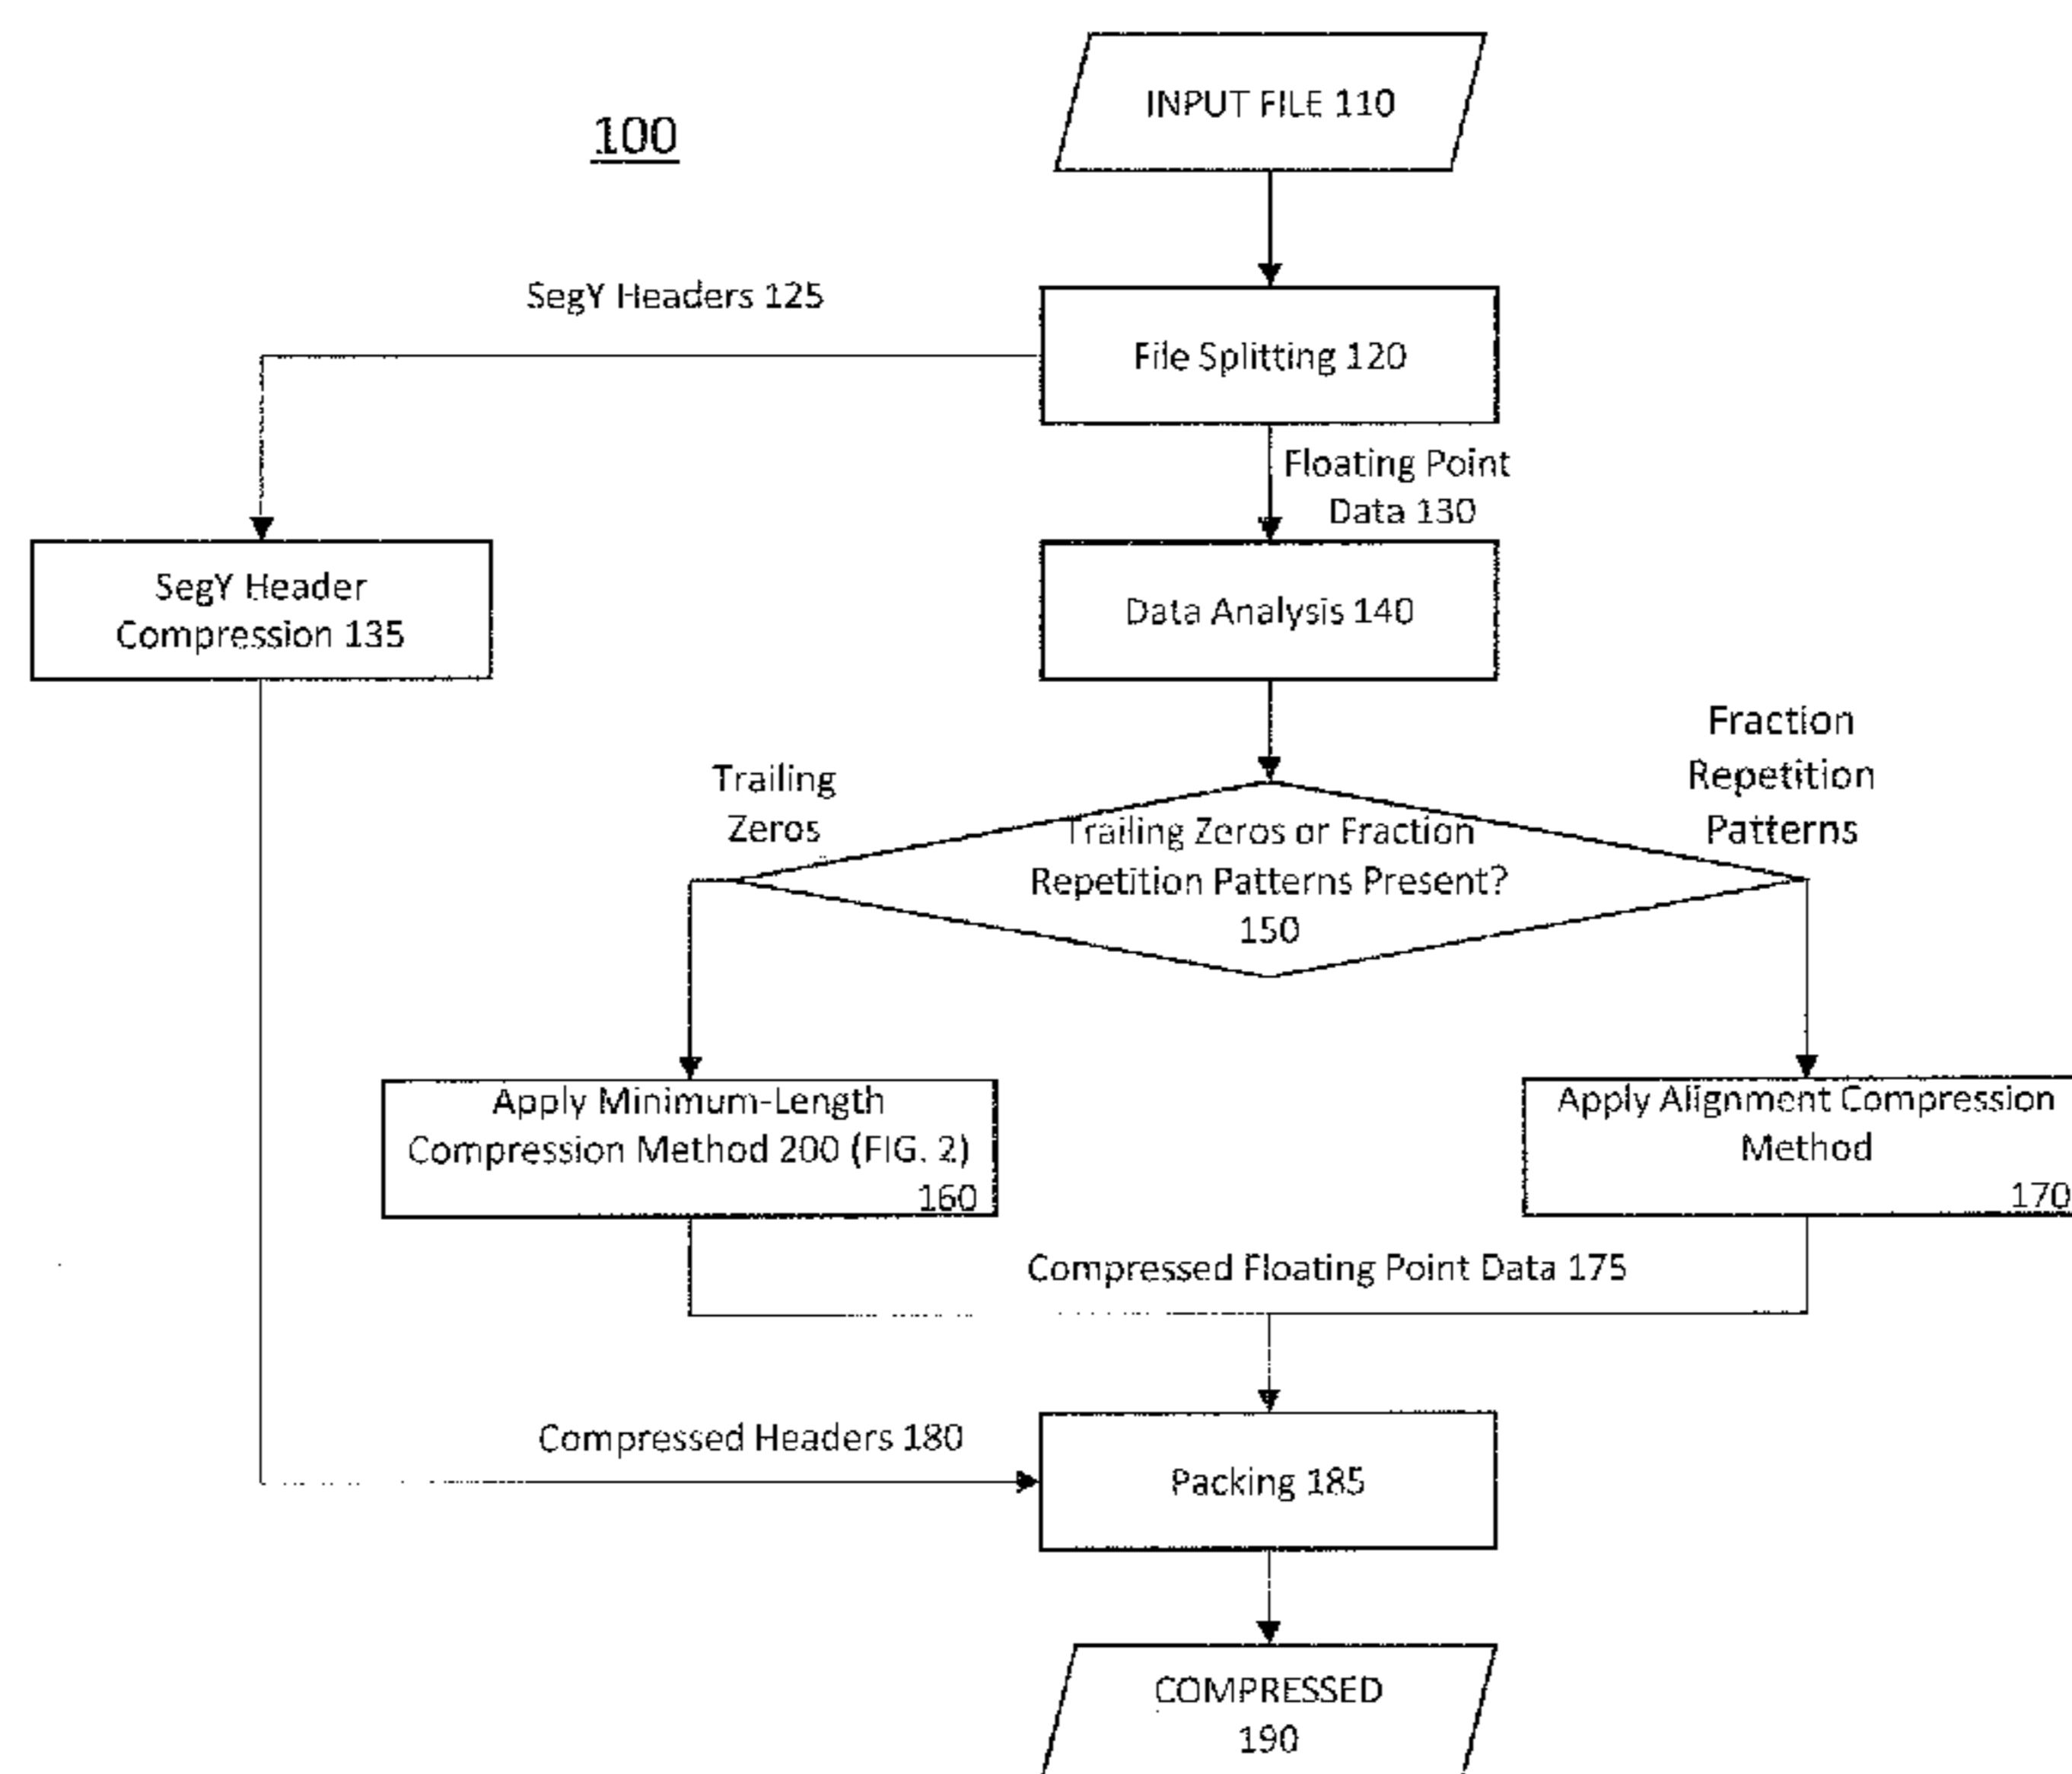 INPUT FILE 110
100
SegY Headers 125
File Splitting 120
Floating Point
Data 130
SegY Header
Compression 135
Data Analysis 140
Fraction
Repetition
Patterns
Trailing
Zeros
Trailing Zeros or Fraction
Repetition Patterns Present?
150
Apply Minimum-Length
Compression Method 200 (FIG. 2)
160
Apply Alignment Compression
Method
170
Compressed Floating Point Data 175
Compressed Headers 180
Packing 185
COMPRESSED
190